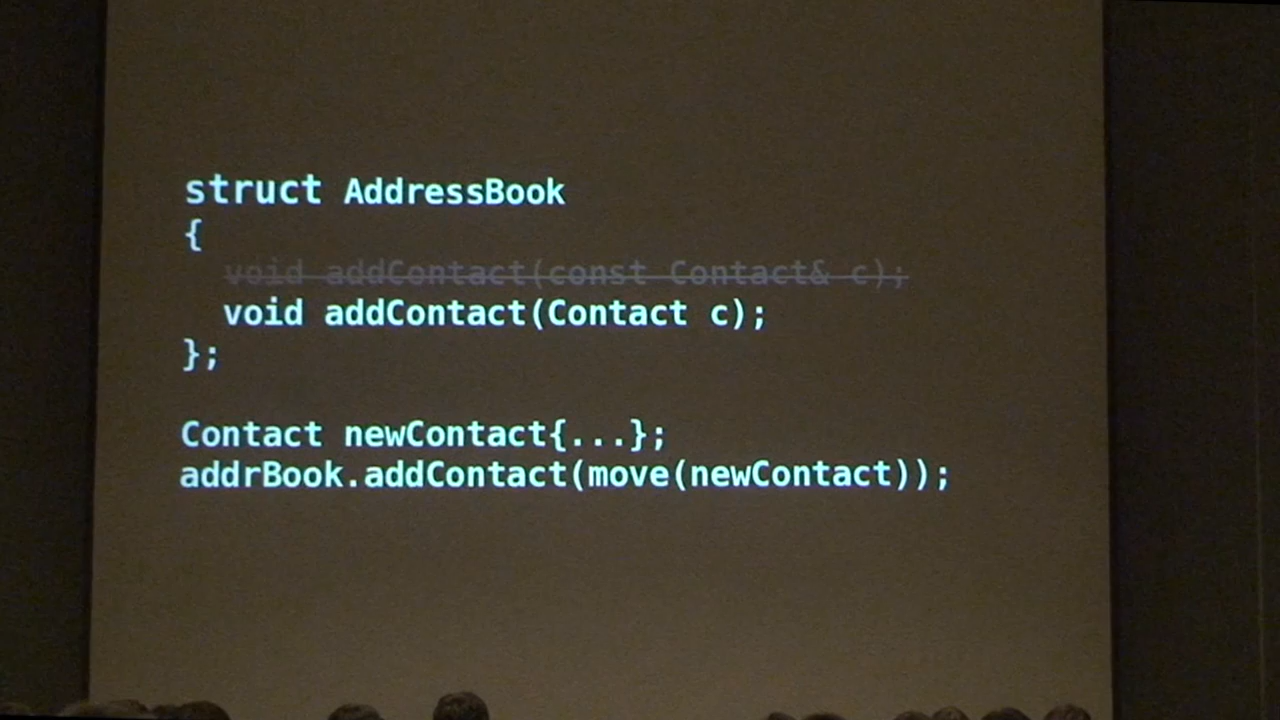 struct AddressBook
{
void addContact(const Contact& c);
void addContact(Contact c);
};
Contact newContact{...};
addrBook.addContact(move(newContact));